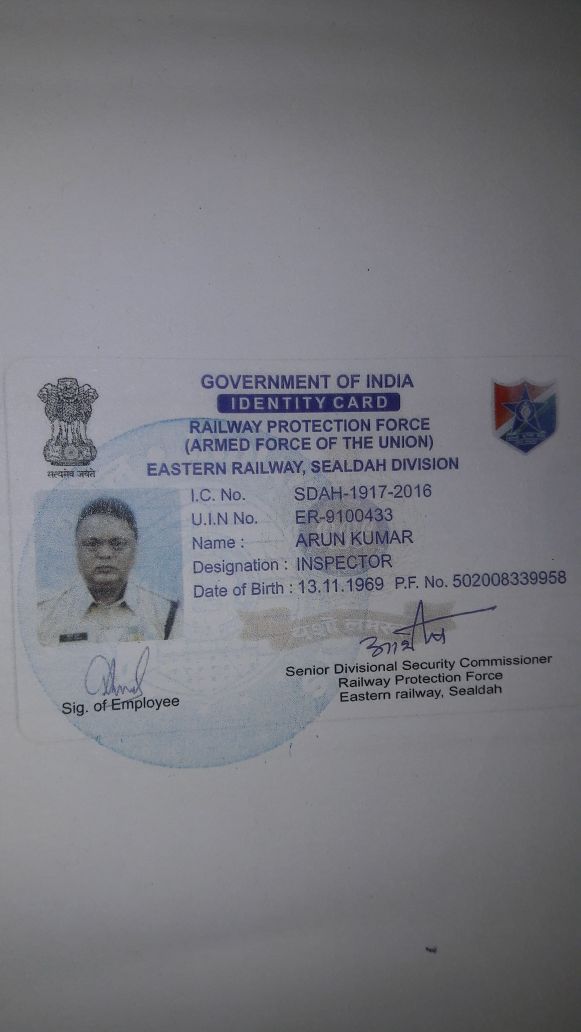 GOVERNMENT OF INDIA
IDENTITY CARD
RAILWAY PROTECTION FORCE
(ARMED FORCE OF THE UNION)
EASTERN RAILWAY, SEALDAH DIVISION
सत्यमेव जयते
I.C. No. SDAH-1917-2016
U.I.N No. ER-9100433
Name : ARUN KUMAR
Designation : INSPECTOR
Date of Birth : 13.11.1969 P.F. No. 502008339958
यशो लभस्व
Sig. of Employee
Senior Divisional Security Commissioner
Railway Protection Force
Eastern railway, Sealdah